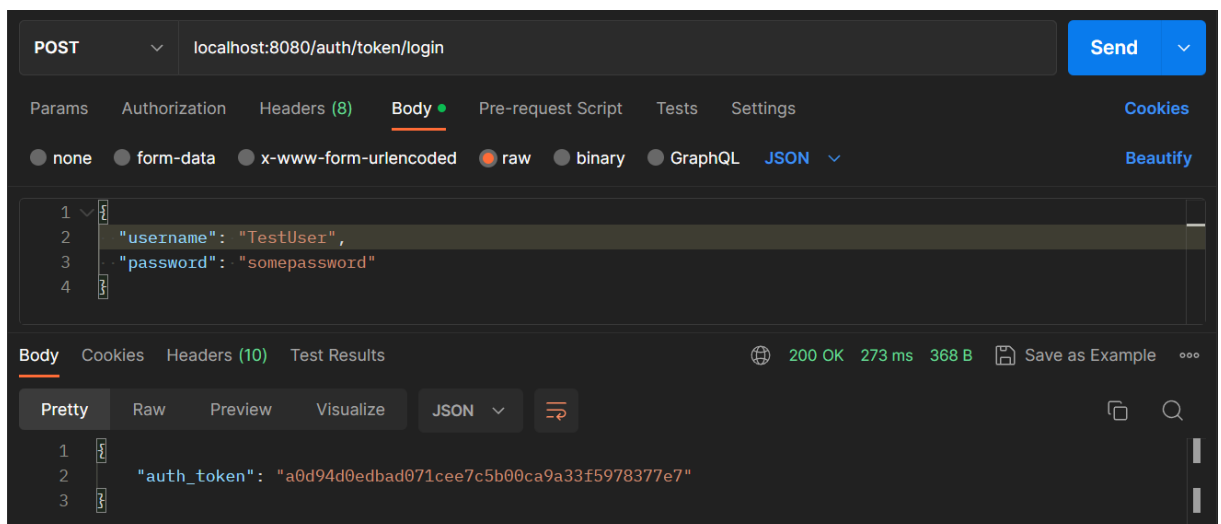 POST localhost:8080/auth/token/login Send
Params Authorization Headers (8) Body Pre-request Script Tests Settings Cookies
none form-data x-www-form-urlencoded raw binary GraphQL JSON Beautify
1 {
2 "username": "TestUser",
3 "password": "somepassword"
4 }
Body Cookies Headers (10) Test Results 200 OK 273 ms 368 B Save as Example
Pretty Raw Preview Visualize JSON
1 {
2 "auth_token": "a0d94d0edbad071cee7c5b00ca9a33f5978377e7"
3 }